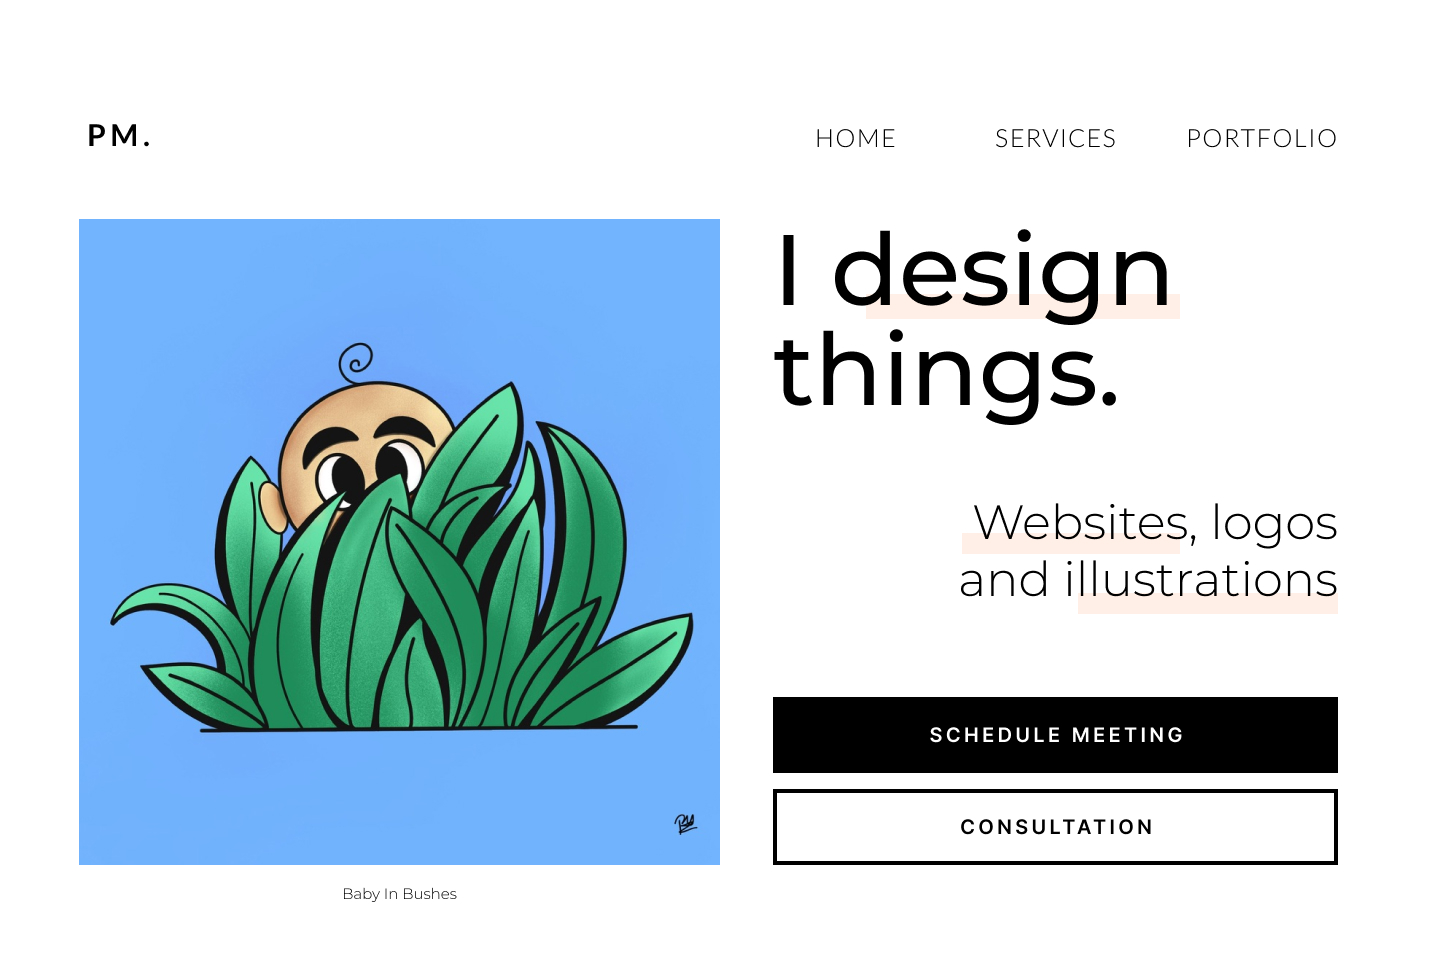 PM.
HOME SERVICES PORTFOLIO
I design
things.
Websites, logos
and illustrations
SCHEDULE MEETING
CONSULTATION
Baby In Bushes